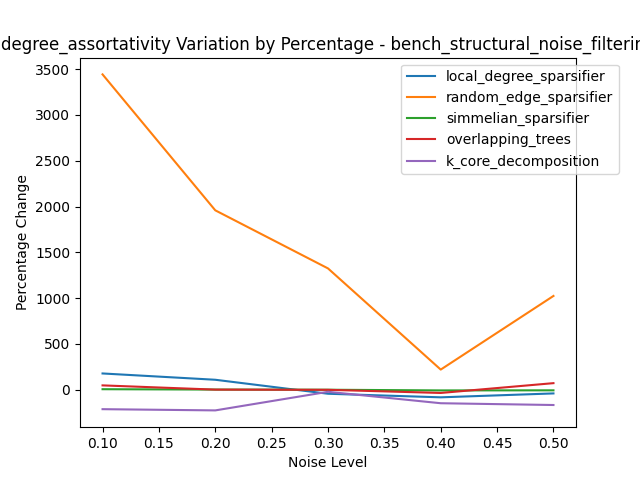 degree_assortativity Variation by Percentage - bench_structural_noise_filterin
local_degree_sparsifier
random_edge_sparsifier
simmelian_sparsifier
overlapping_trees
k_core_decomposition
Percentage Change
3500
3000
2500
2000
1500
1000
500
0
0.10 0.15 0.20 0.25 0.30 0.35 0.40 0.45 0.50
Noise Level